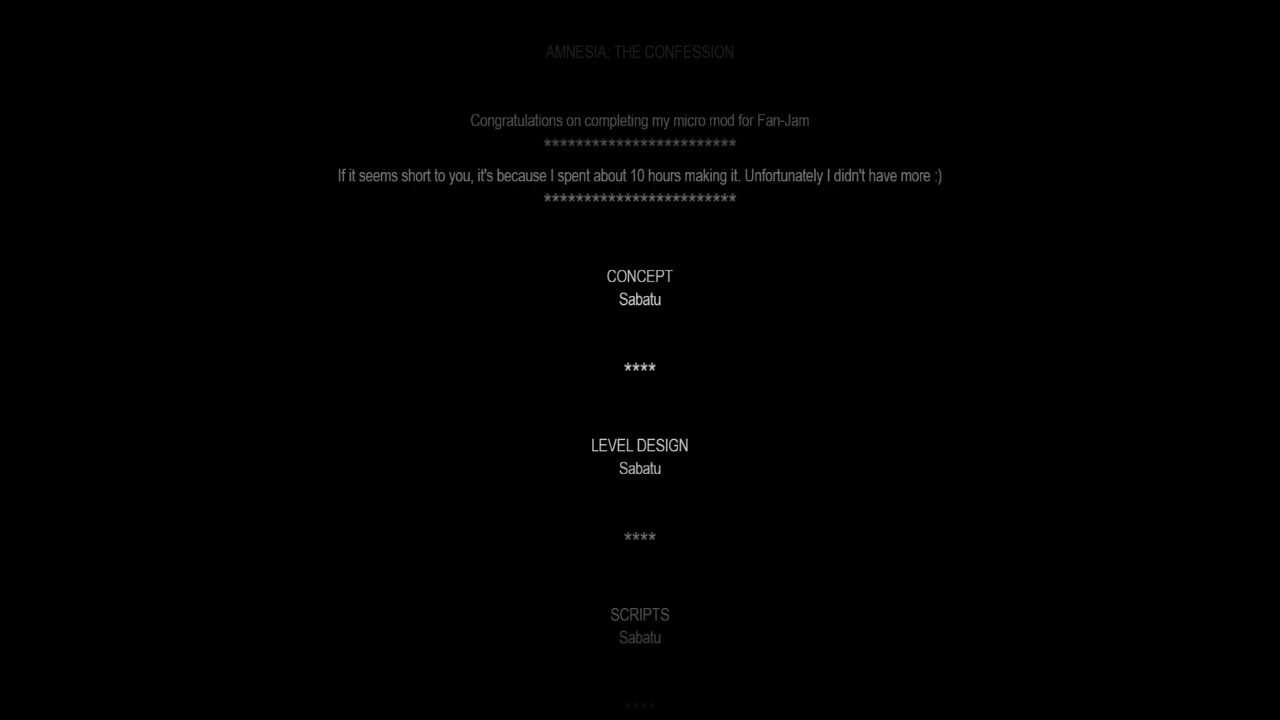 AMNESIA: THE CONFESSION
Congratulations on completing my micro mod for Fan-Jam
************************
If it seems short to you, it's because I spent about 10 hours making it. Unfortunately I didn't have more :)
************************
CONCEPT
Sabatu
****
LEVEL DESIGN
Sabatu
****
SCRIPTS
Sabatu
****